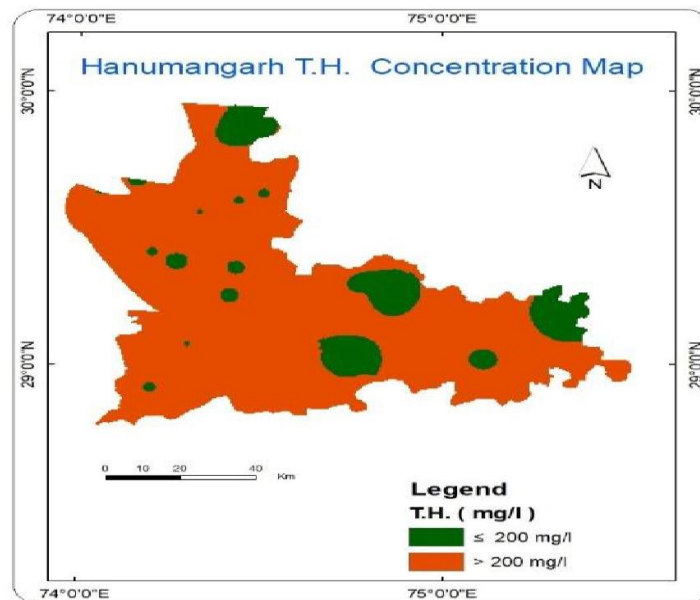 74°0'0"E 75°0'0"E
Hanumangarh T.H. Concentration Map
30°0'0"N 30°0'0"N
N
29°0'0"N 29°0'0"N
0 10 20 40
Km
Legend
T.H. ( mg/l )
≤ 200 mg/l
> 200 mg/l
74°0'0"E 75°0'0"E